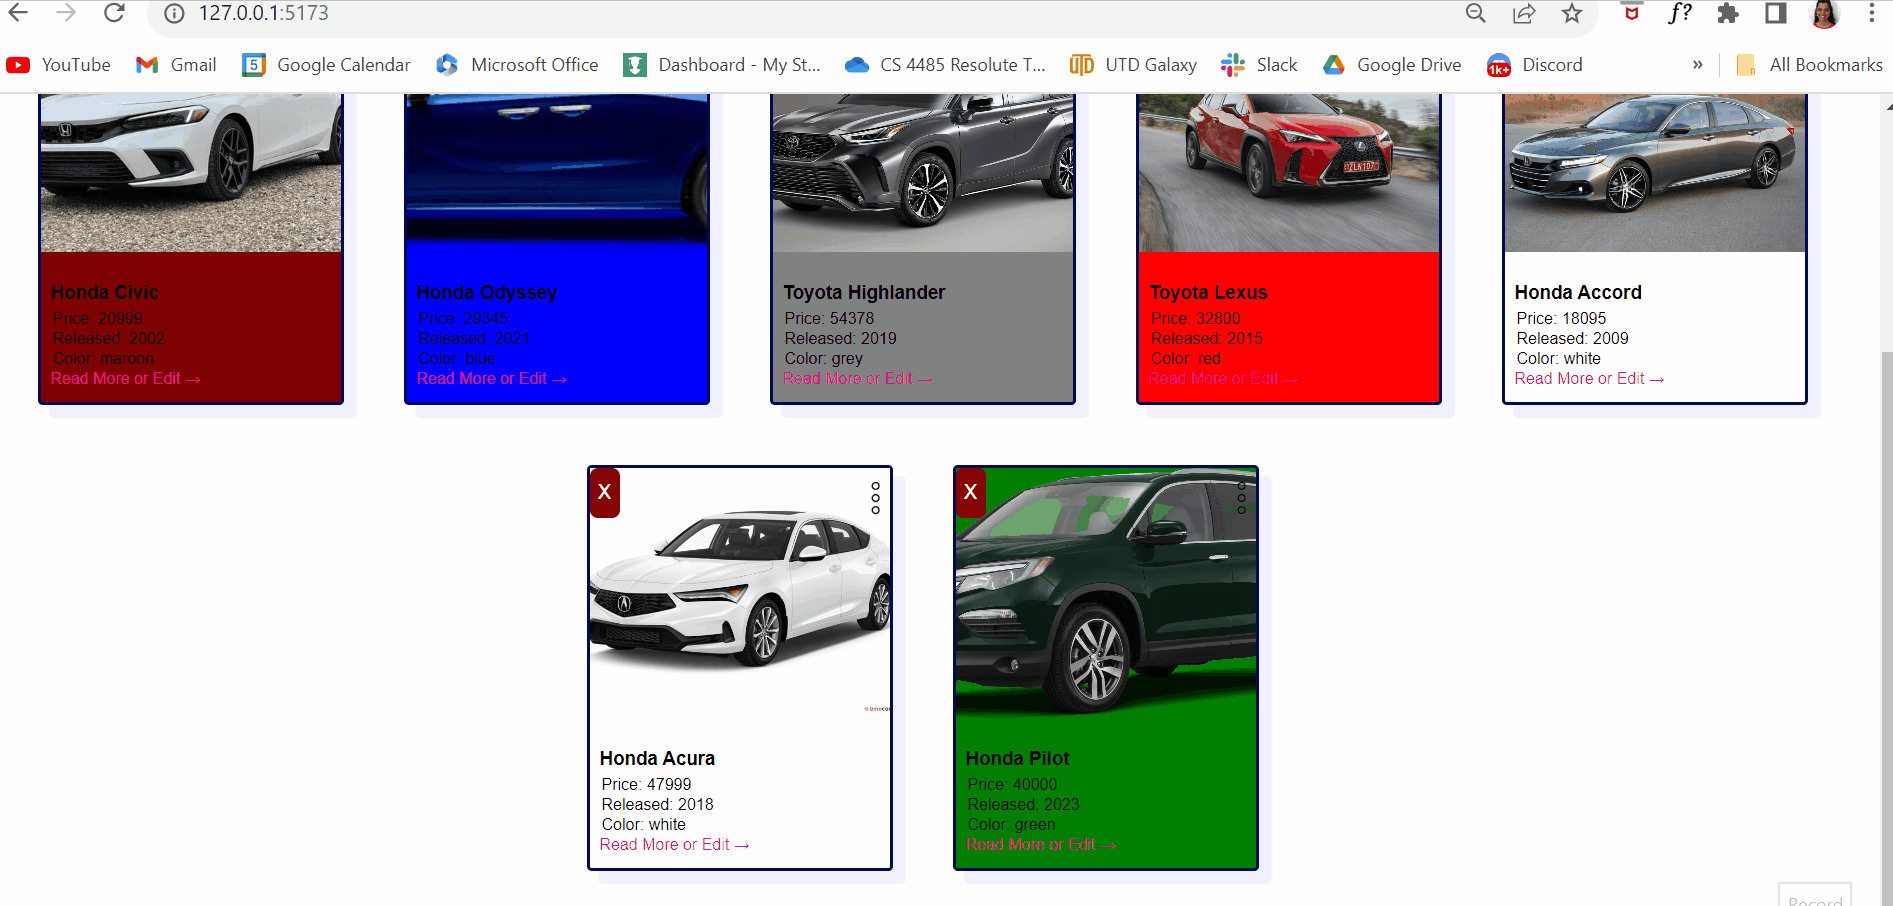 127.0.0.1:5173
f?
YouTube
Gmail
5
Google Calendar
Microsoft Office
Dashboard - My St...
CS 4485 Resolute T...
UTD
UTD Galaxy
Slack
Google Drive
1k+
Discord
»
All Bookmarks
ZLN107
Honda Civic
Price: 20999
Released: 2002
Color: maroon
Read More or Edit →
Honda Odyssey
Price: 29345
Released: 2021
Color: blue
Read More or Edit →
Toyota Highlander
Price: 54378
Released: 2019
Color: grey
Read More or Edit →
Toyota Lexus
Price: 32800
Released: 2015
Color: red
Read More or Edit →
Honda Accord
Price: 18095
Released: 2009
Color: white
Read More or Edit →
X
X
Honda Acura
Price: 47999
Released: 2018
Color: white
Read More or Edit →
Honda Pilot
Price: 40000
Released: 2023
Color: green
Read More or Edit →
Record